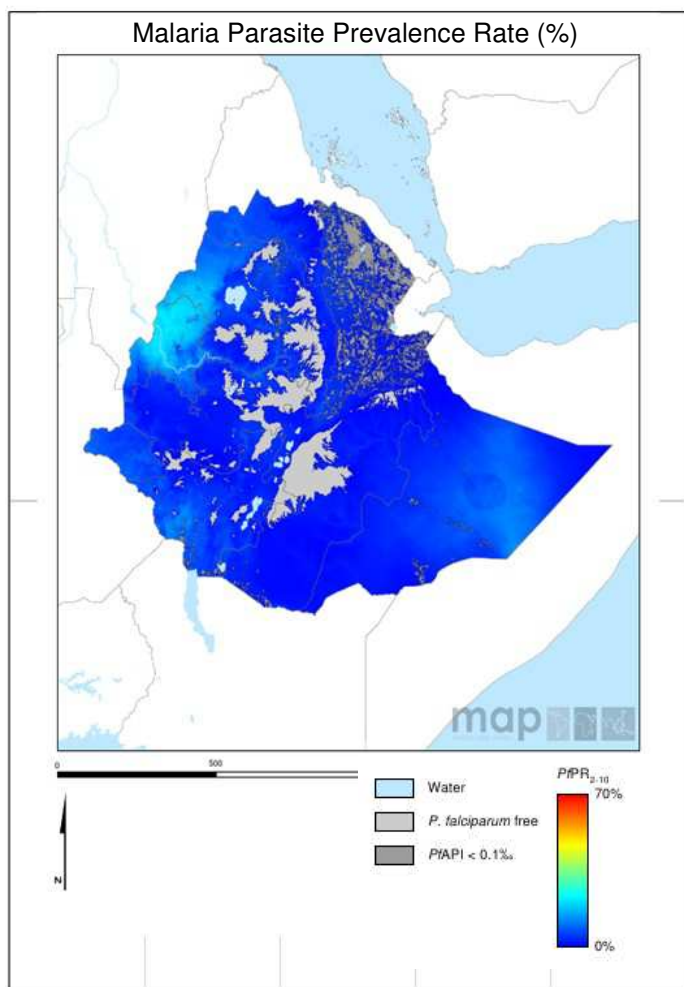 Malaria Parasite Prevalence Rate (%)
map
0 500
Water
P. falciparum free
PfAPI < 0.1‰
PfPR2-10
70%
0%
N